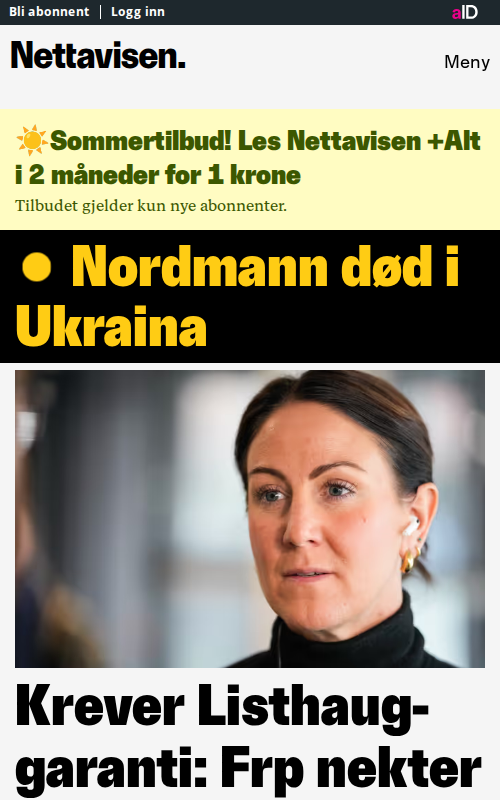 Bli abonnent | Logg inn
aID
Nettavisen.
Meny
☀️Sommertilbud! Les Nettavisen +Alt
i 2 måneder for 1 krone
Tilbudet gjelder kun nye abonnenter.
Nordmann død i
Ukraina
Krever Listhaug-
garanti: Frp nekter